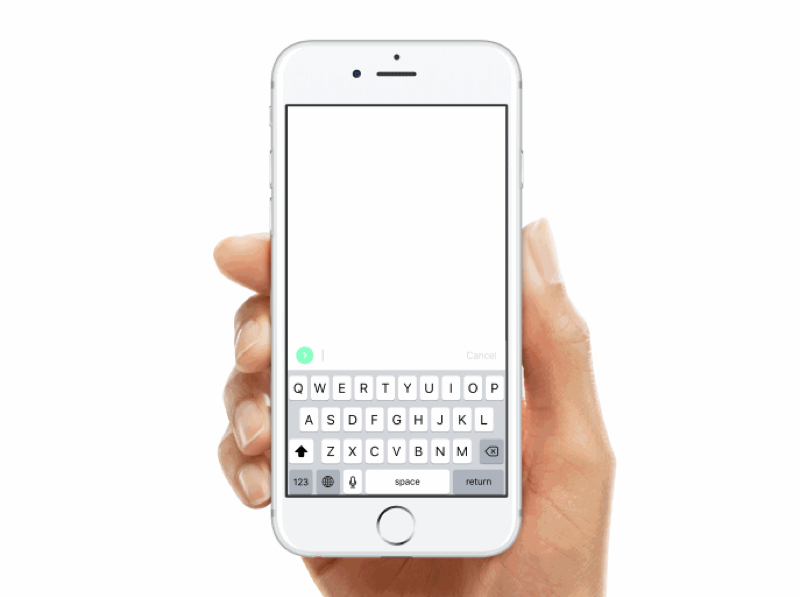 Cancel
Q W E R T Y U I O P
A S D F G H J K L
Z X C V B N M
123 space return